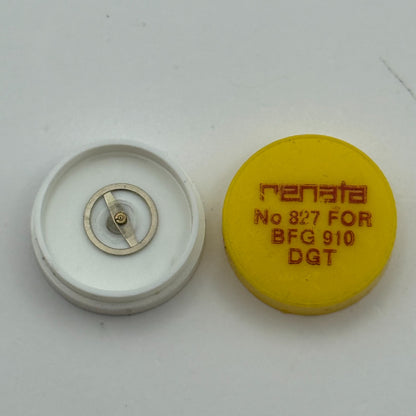 renata
No 827 FOR
BFG 910
DGT